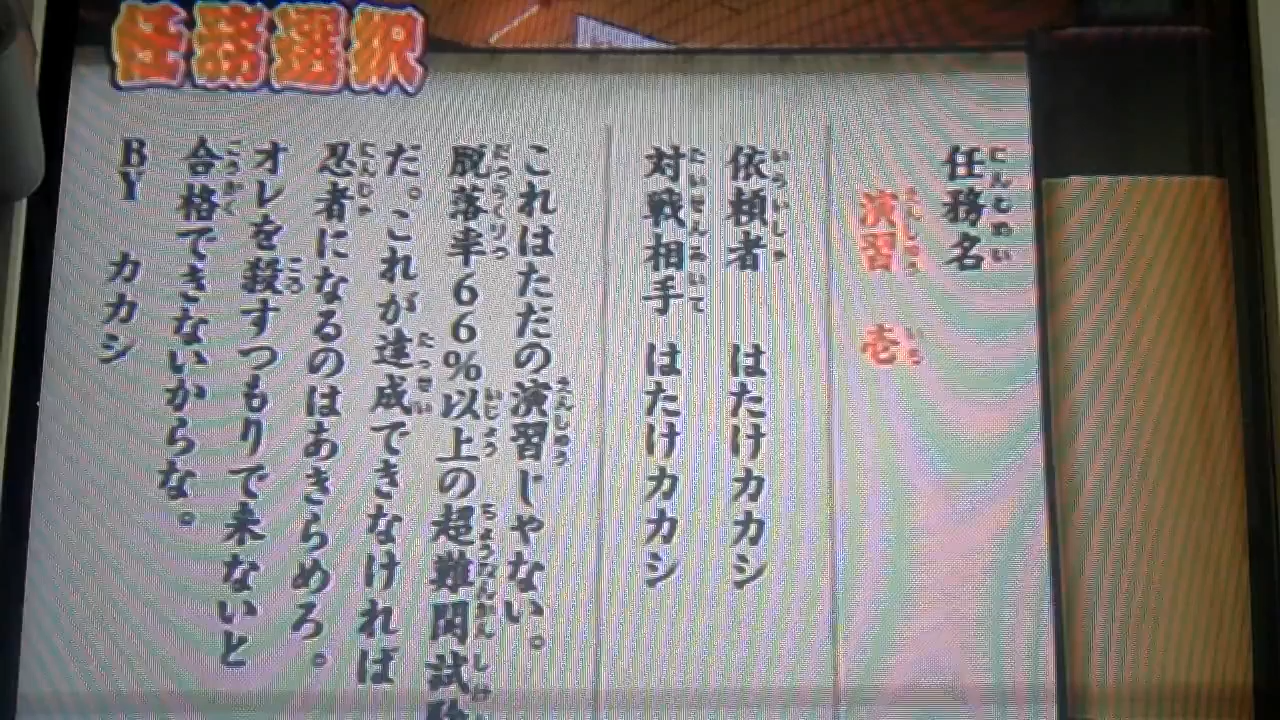 任務選択
任務名
演習 壱
依頼者 はたけカカシ
対戦相手 はたけカカシ
これはただの演習じゃない。
脱落率66%以上の超難関試験
だ。これが達成できなければ
忍者になるのはあきらめろ。
オレを殺すつもりで来ないと
合格できないからな。
BY カカシ